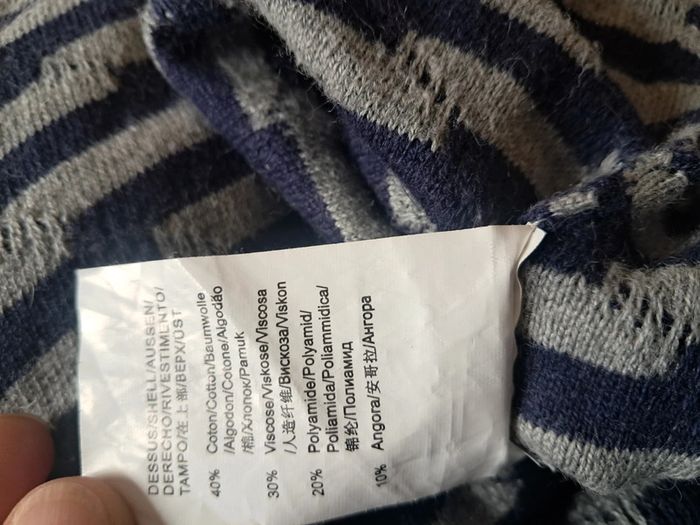 DESSUS/SHELL/AUSSEN/
DERECHO/RIVESTIMENTO/
TAMPO/在上部/ВЕРХ/ÜST
40% Coton/Cotton/Baumwolle
/Algodon/Cotone/Algodão
/棉/Хлопок/Pamuk
30% Viscose/Viskose/Viscosa
/人造纤维/Вискоза/Viskon
20% Polyamide/Polyamid/
Poliamida/Poliammidica/
锦纶/Полиамид
10% Angora/安哥拉/Ангора